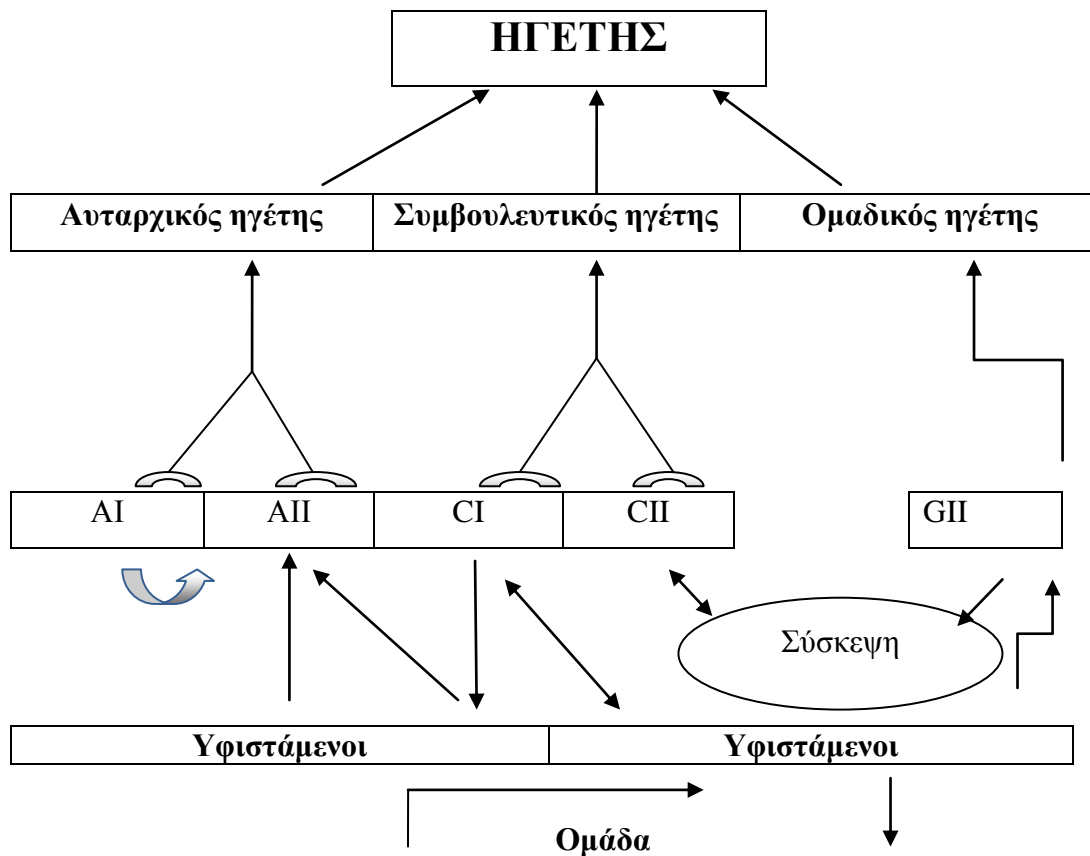 ΗΓΕΤΗΣ
Αυταρχικός ηγέτης Συμβουλευτικός ηγέτης Ομαδικός ηγέτης
AI AII CI CII GII
Σύσκεψη
Υφιστάμενοι Υφιστάμενοι
Ομάδα